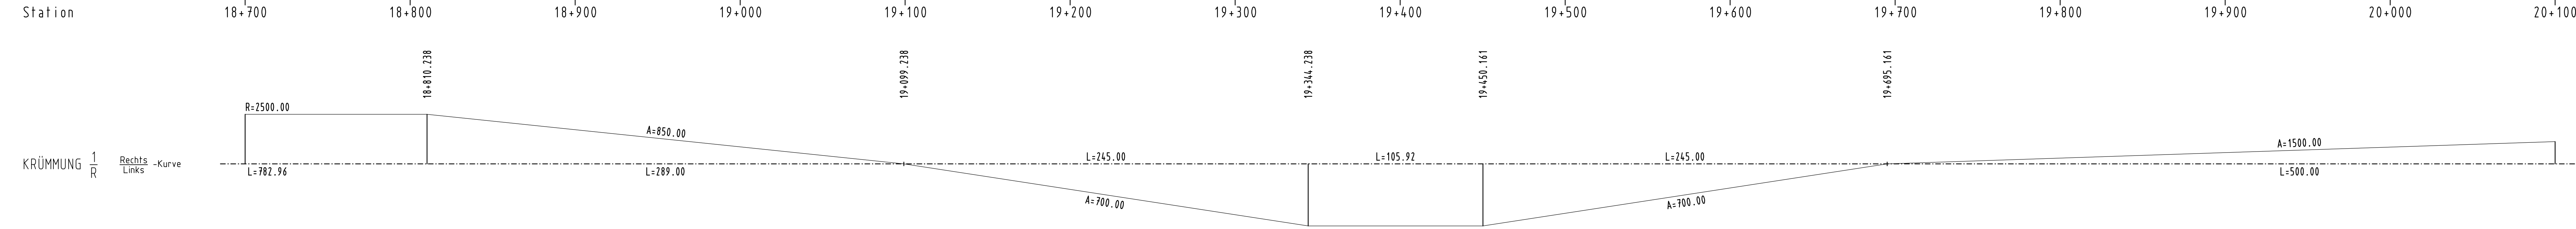 Station 18+700 18+800 18+900 19+000 19+100 19+200 19+300 19+400 19+500 19+600 19+700 19+800 19+900 20+000 20+100
18+810.238 19+099.238 19+344.238 19+450.161 19+695.161
R=2500.00
A=850.00
A=1500.00
L=245.00 L=105.92 L=245.00
KRÜMMUNG 1/R Rechts/Links -Kurve
L=782.96 L=289.00 L=500.00
A=700.00 A=700.00